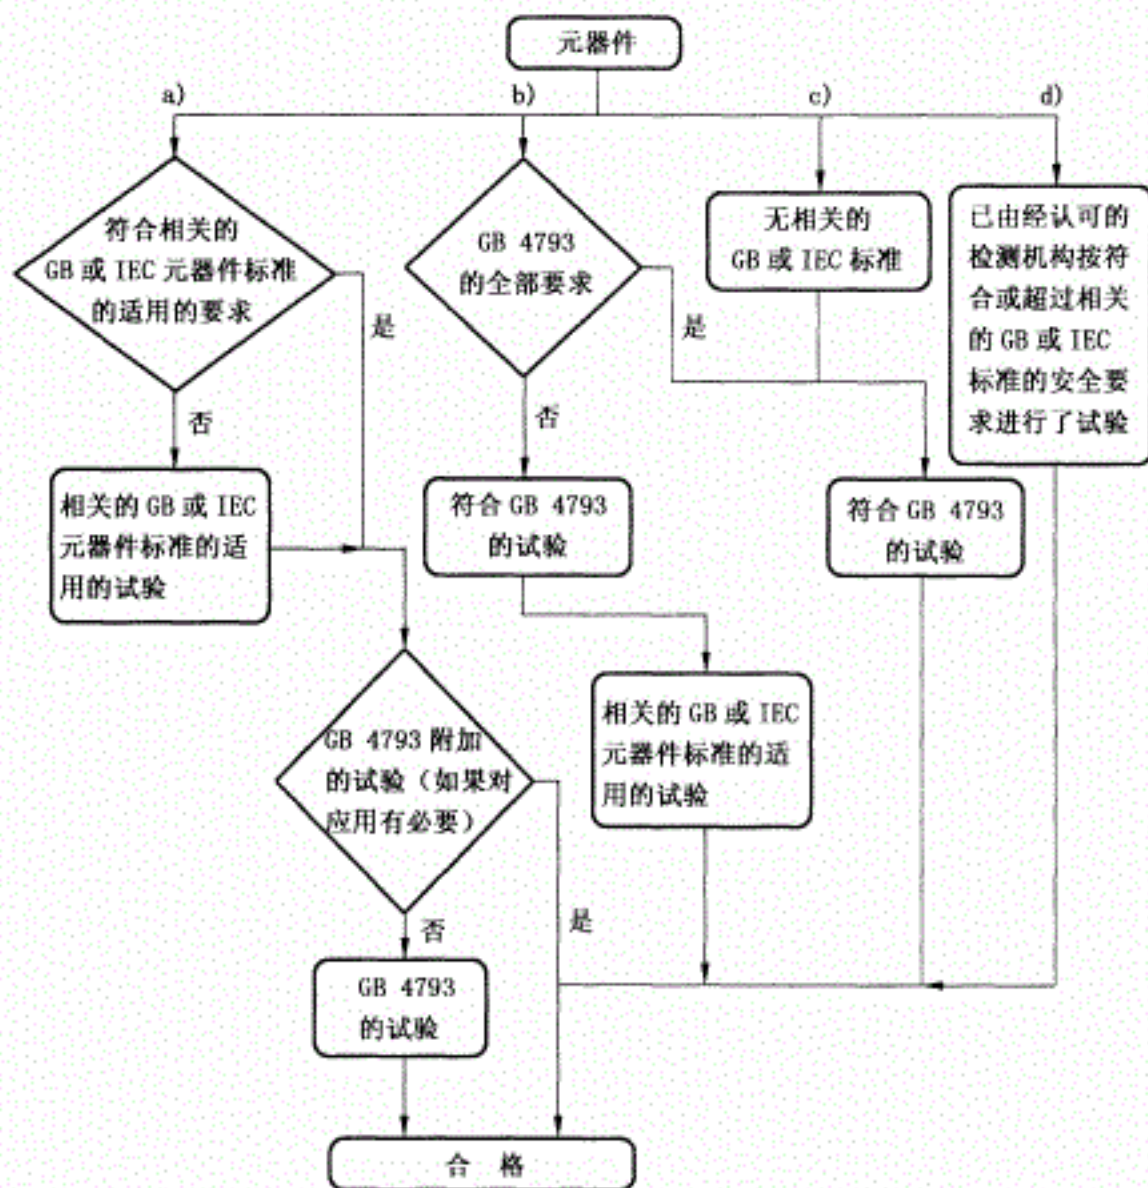 元器件
a)
b)
c)
d)
符合相关的
GB 或 IEC 元器件标准
的适用的要求
是
否
相关的 GB 或 IEC
元器件标准的适
用的试验
GB 4793
的全部要求
是
否
符合 GB 4793
的试验
无相关的
GB 或 IEC 标准
已由经认可的
检测机构按符
合或超过相关
的 GB 或 IEC
标准的安全要
求进行了试验
符合 GB 4793
的试验
相关的 GB 或 IEC
元器件标准的适
用的试验
GB 4793 附加
的试验（如果对
应用有必要）
否
是
GB 4793
的试验
合 格